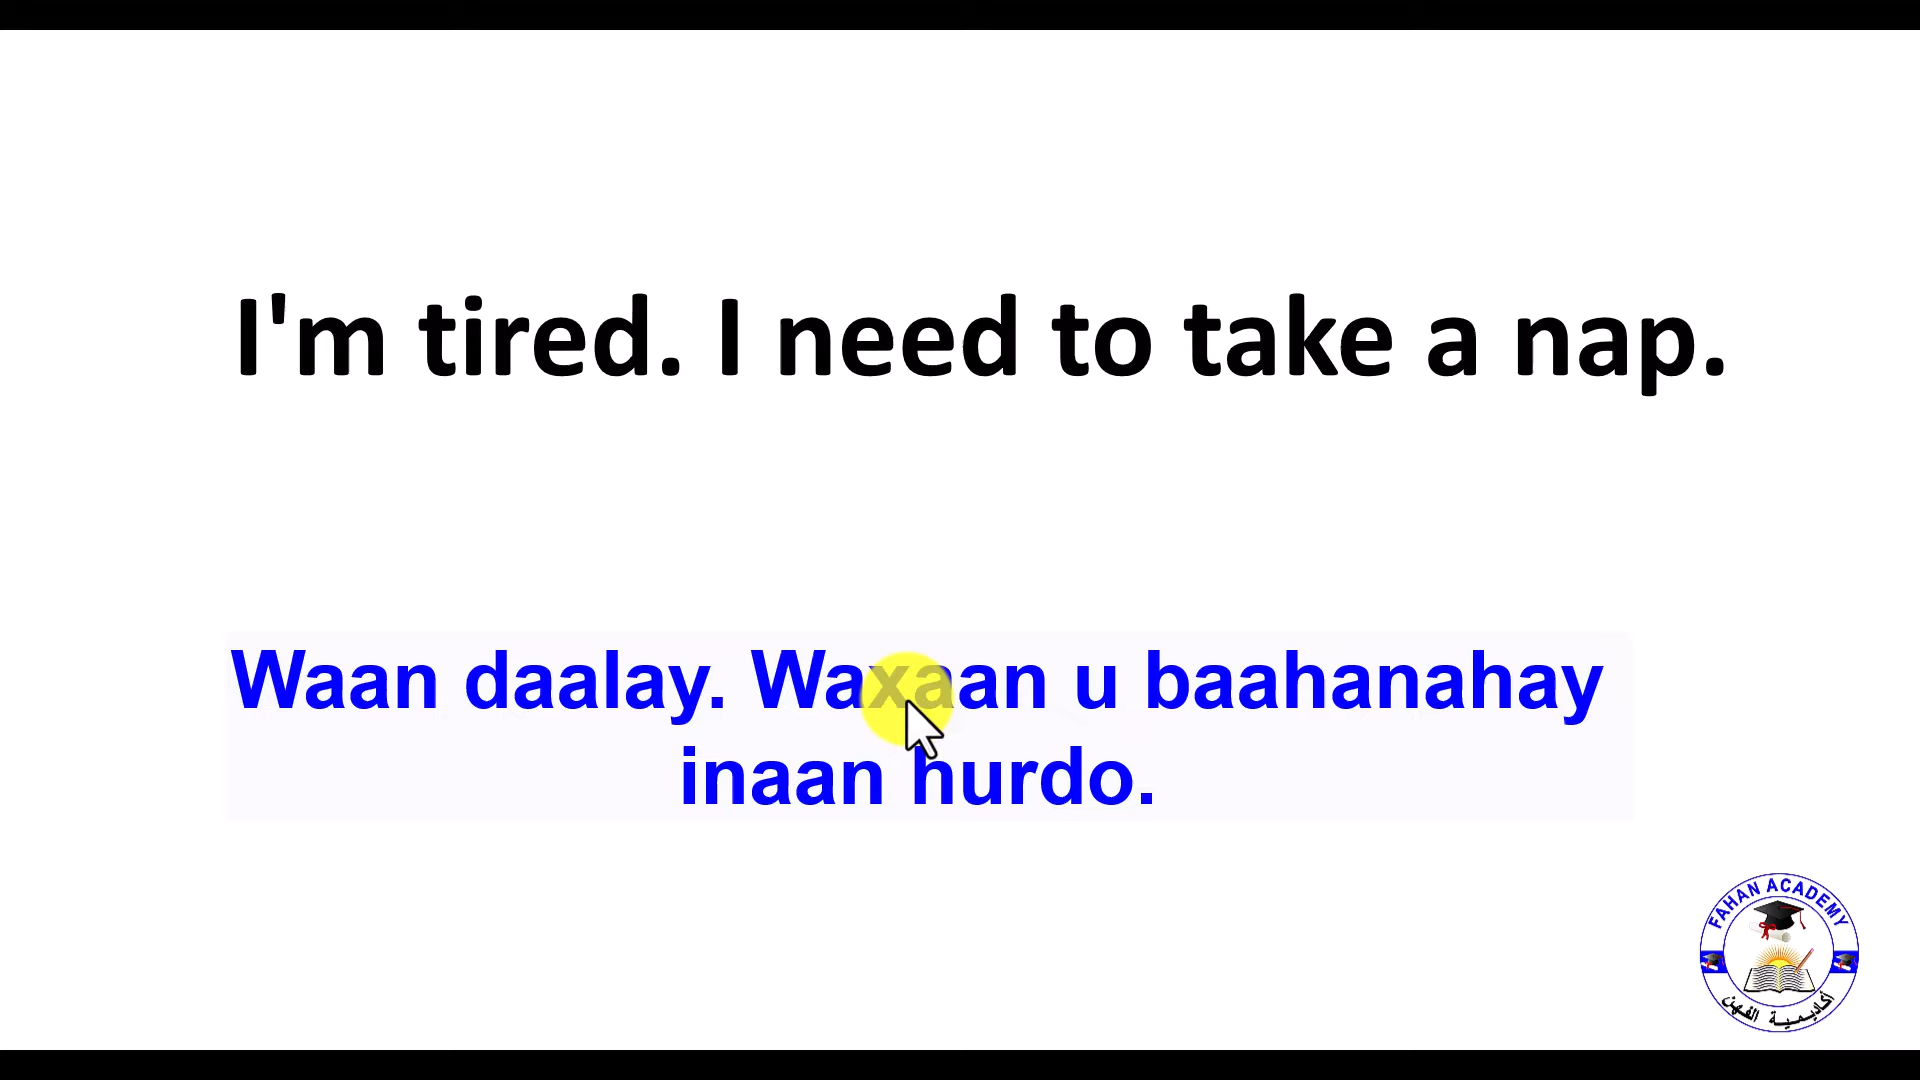 I'm tired. I need to take a nap.
Waan daalay. Waxaan u baahanahay
inaan hurdo.
FAHAN ACADEMY
أكاديمية الفهن